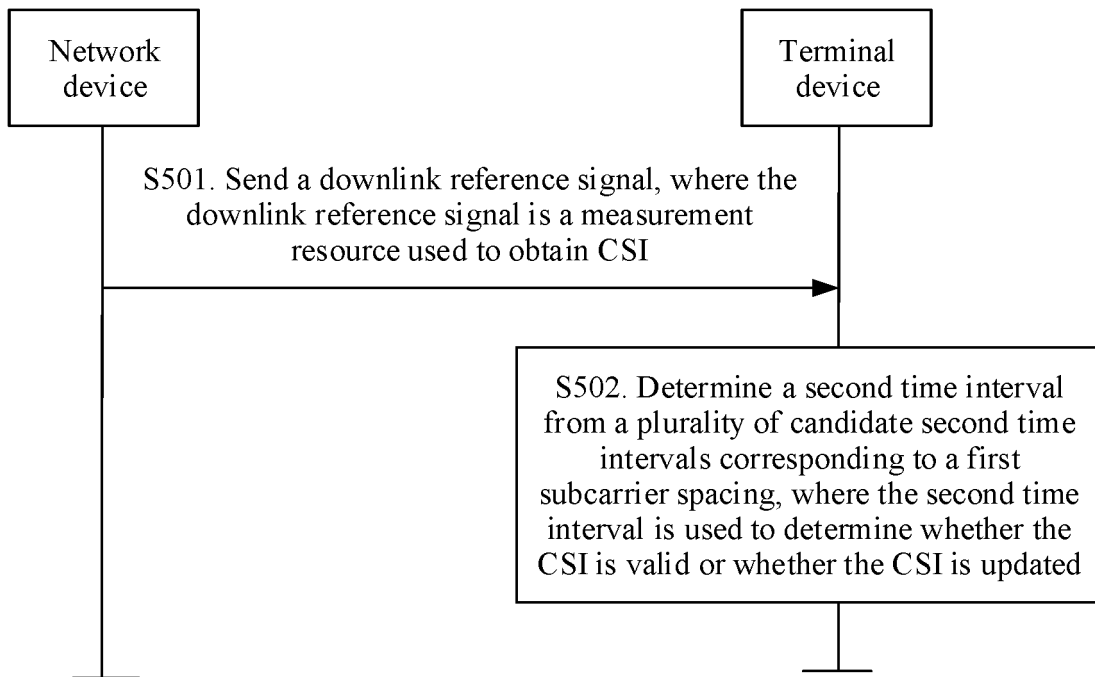 Network
device
Terminal
device
S501. Send a downlink reference signal, where the
downlink reference signal is a measurement
resource used to obtain CSI
S502. Determine a second time interval
from a plurality of candidate second time
intervals corresponding to a first
subcarrier spacing, where the second time
interval is used to determine whether the
CSI is valid or whether the CSI is updated